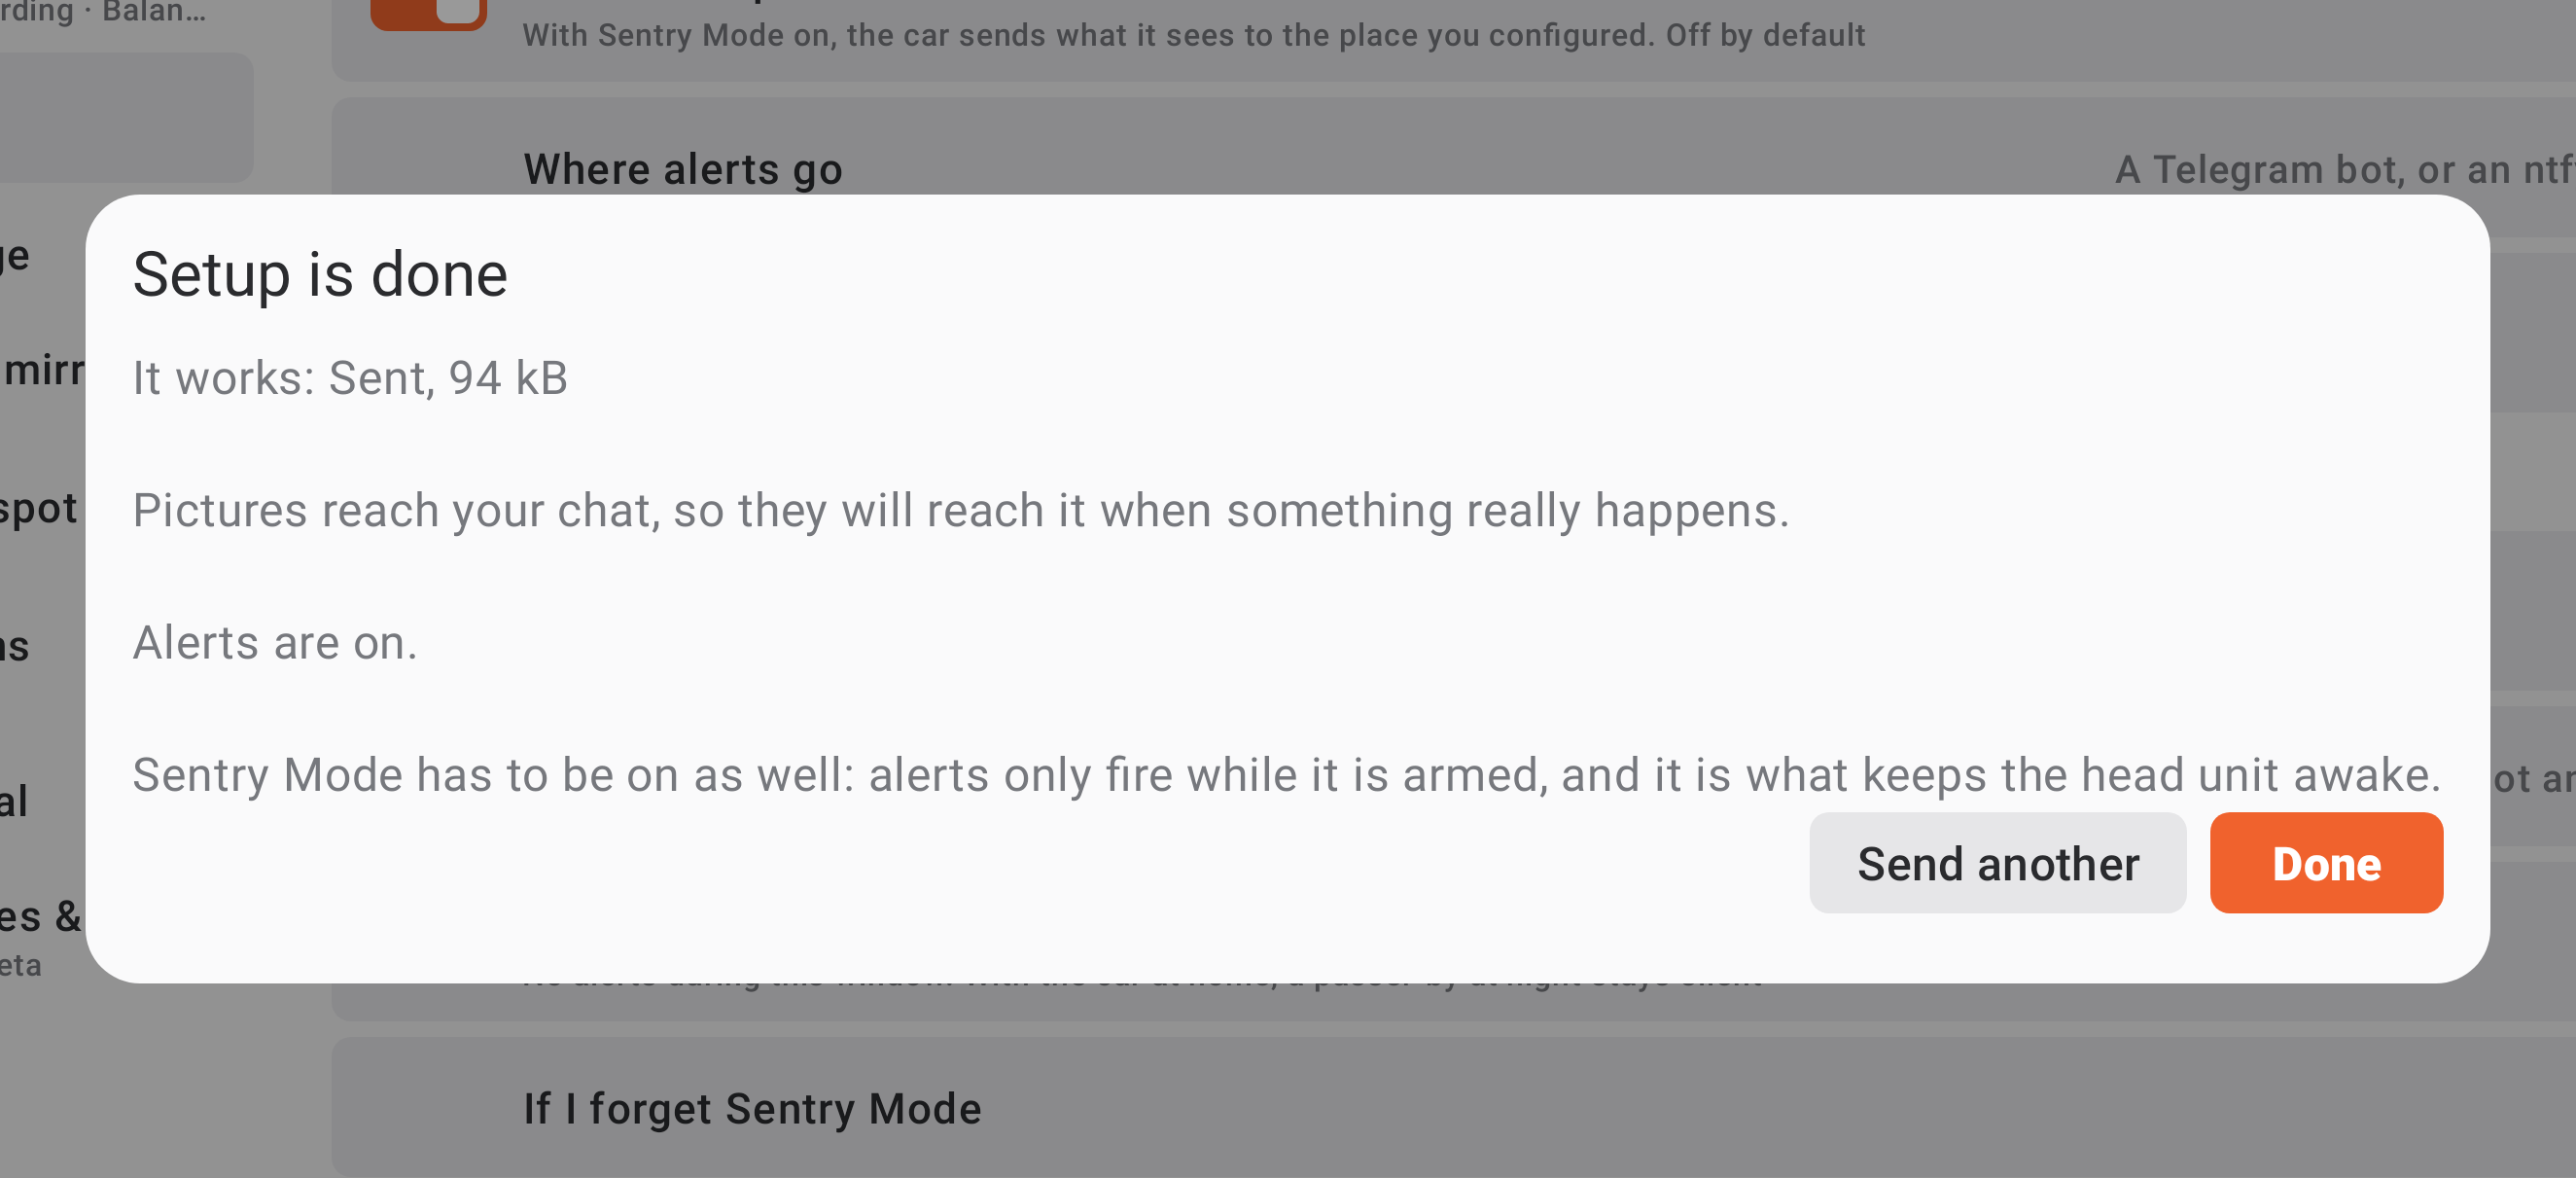 rding · Balan…
With Sentry Mode on, the car sends what it sees to the place you configured. Off by default
Where alerts go
A Telegram bot, or an ntf
Setup is done
It works: Sent, 94 kB
Pictures reach your chat, so they will reach it when something really happens.
Alerts are on.
Sentry Mode has to be on as well: alerts only fire while it is armed, and it is what keeps the head unit awake.
Send another
Done
ge
mirr
spot
ns
al
es &
eta
ot an
If I forget Sentry Mode